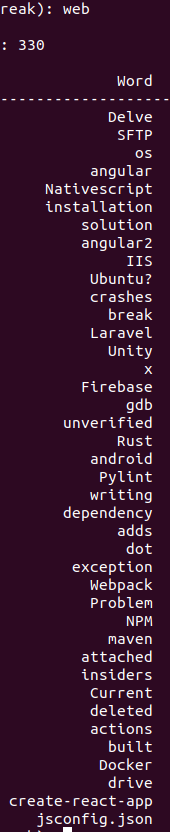 reak): web
: 330
Word
--------------------
Delve
SFTP
os
angular
Nativescript
installation
solution
angular2
IIS
Ubuntu?
crashes
break
Laravel
Unity
x
Firebase
gdb
unverified
Rust
android
Pylint
writing
dependency
adds
dot
exception
Webpack
Problem
NPM
maven
attached
insiders
Current
deleted
actions
built
Docker
drive
create-react-app
jsconfig.json